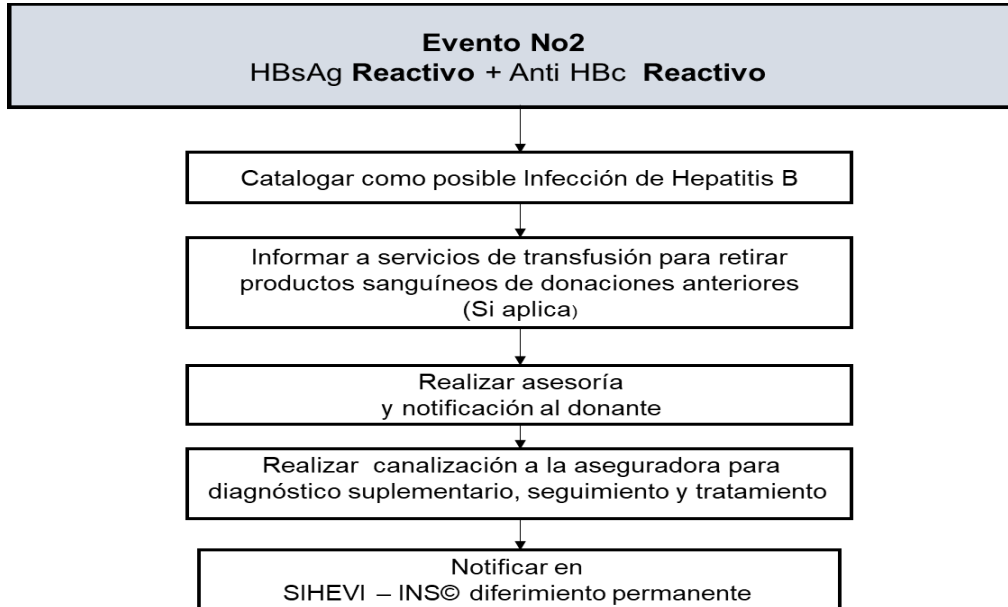 Evento No2
HBsAg Reactivo + Anti HBc Reactivo
Catalogar como posible Infección de Hepatitis B
Informar a servicios de transfusión para retirar
productos sanguíneos de donaciones anteriores
(Si aplica)
Realizar asesoría
y notificación al donante
Realizar canalización a la aseguradora para
diagnóstico suplementario, seguimiento y tratamiento
Notificar en
SIHEVI – INS© diferimiento permanente